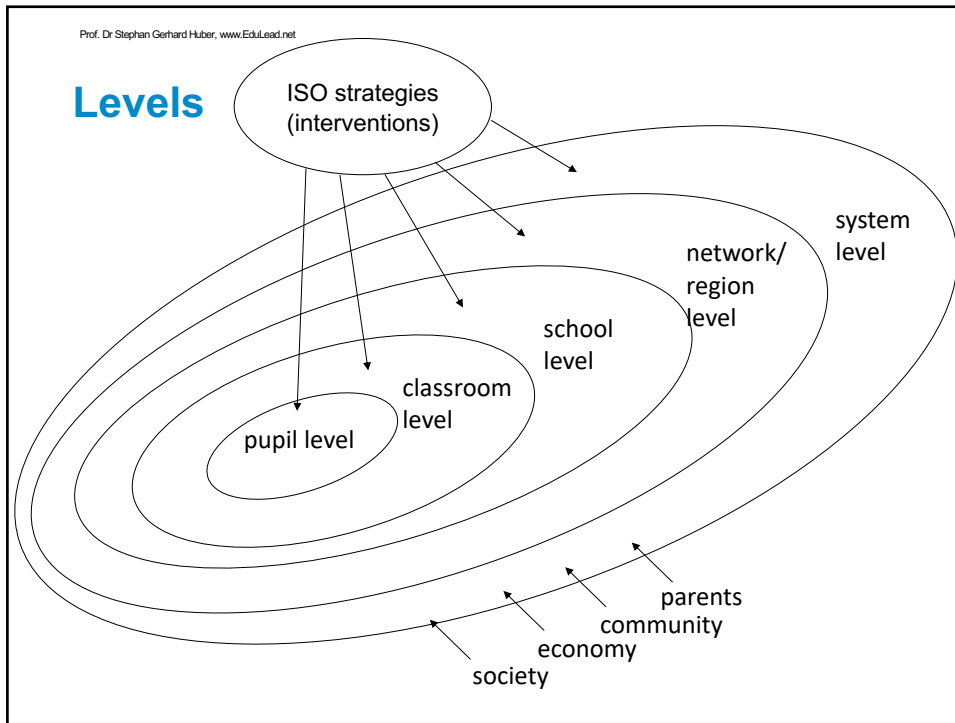 Prof. Dr Stephan Gerhard Huber, www.EduLead.net
Levels
ISO strategies
(interventions)
system
level
network/
region
level
school
level
classroom
level
pupil level
parents
community
economy
society